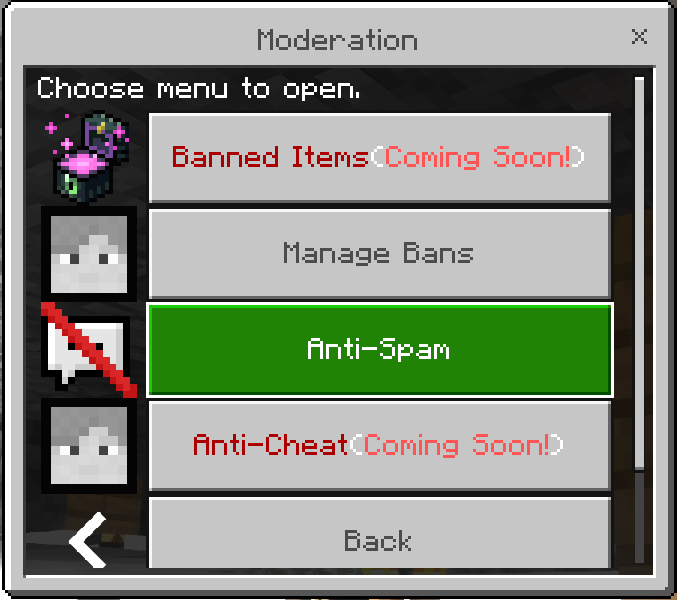 Moderation
Choose menu to open.
Banned Items(Coming Soon!)
Manage Bans
Anti-Spam
Anti-Cheat(Coming Soon!)
Back